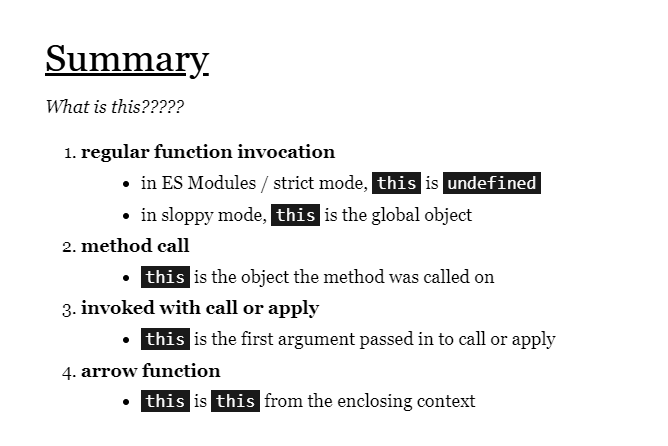 Summary
What is this?????
1. regular function invocation
• in ES Modules / strict mode, this is undefined
• in sloppy mode, this is the global object
2. method call
• this is the object the method was called on
3. invoked with call or apply
• this is the first argument passed in to call or apply
4. arrow function
• this is this from the enclosing context